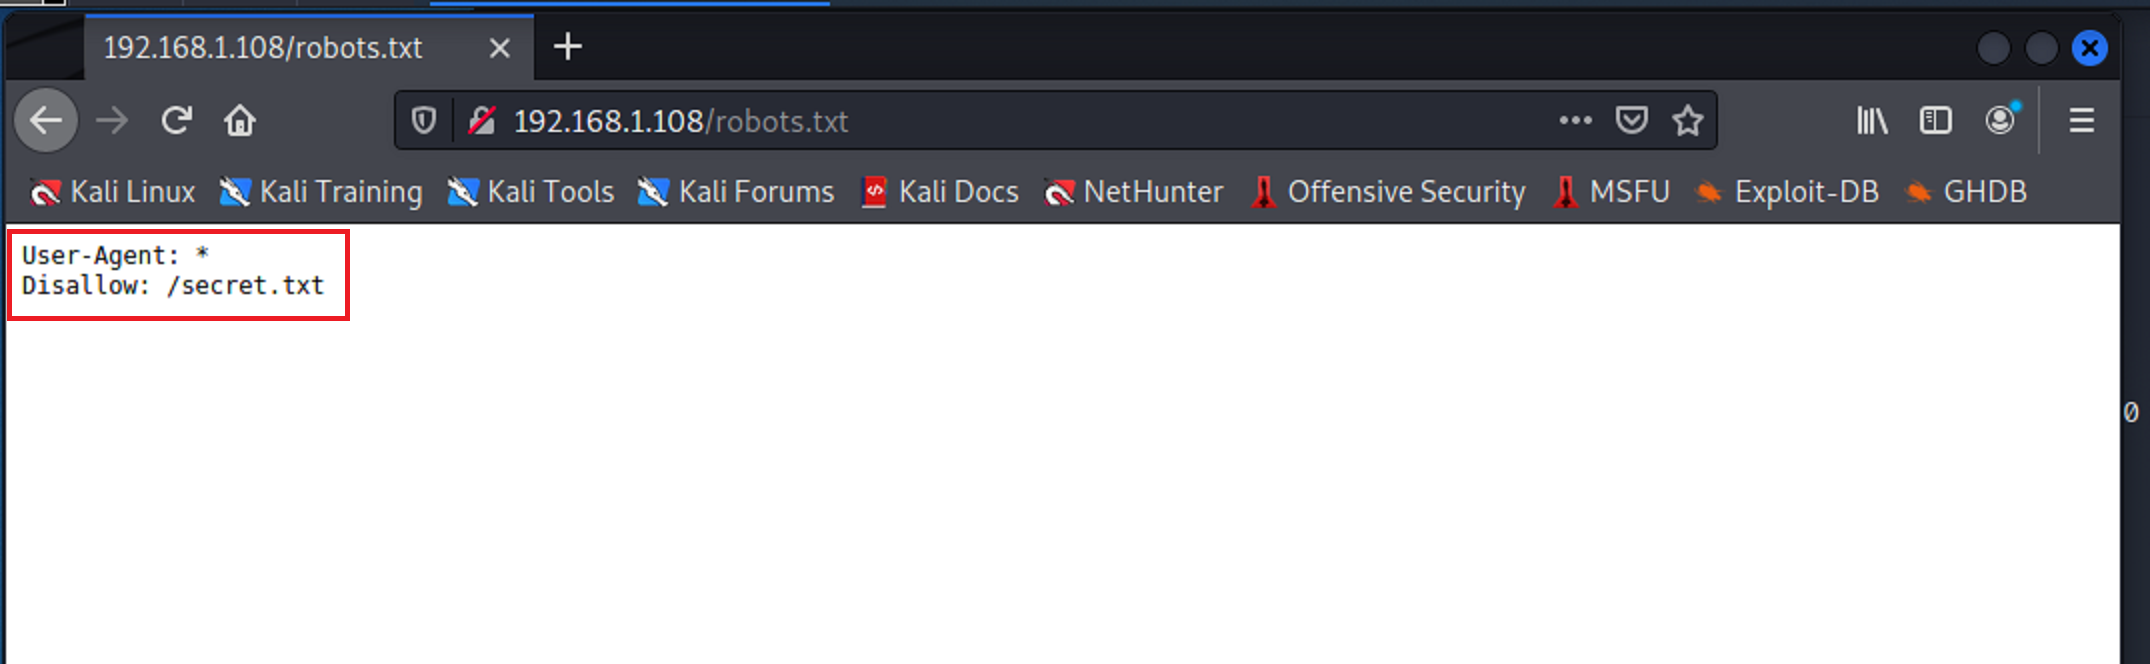 192.168.1.108/robots.txt
192.168.1.108/robots.txt
Kali Linux Kali Training Kali Tools Kali Forums Kali Docs NetHunter Offensive Security MSFU Exploit-DB GHDB
User-Agent: *
Disallow: /secret.txt
0